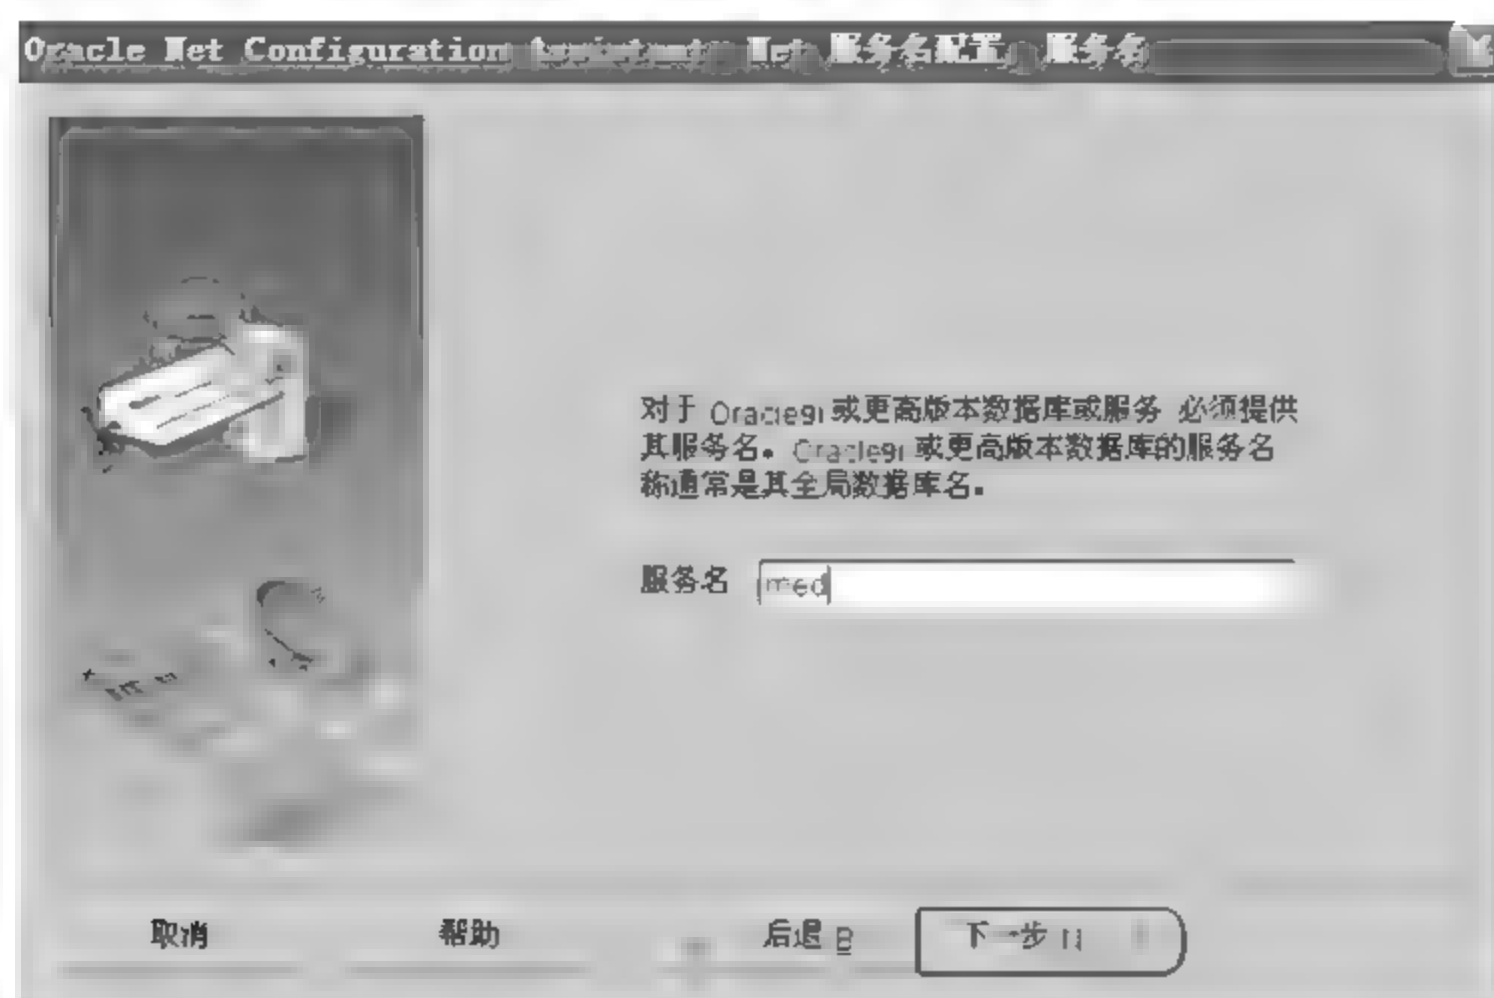 Oracle Net Configuration Assistant: Net 服务名配置, 服务名
对于 Oracle9i 或更高版本数据库或服务 必须提供
其服务名。Oracle9i 或更高版本数据库的服务名
称通常是其全局数据库名。
服务名 med
取消 帮助 后退 B 下一步 N